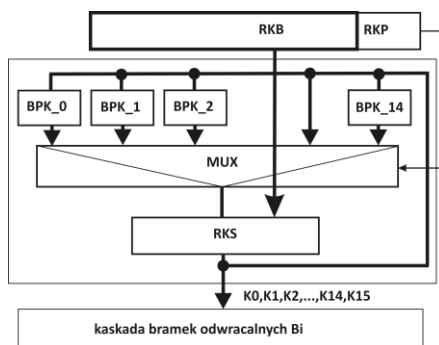 RKB RKP
BPK_0 BPK_1 BPK_2 BPK_14
MUX
RKS
K0,K1,K2,...,K14,K15
kaskada bramek odwracalnych Bi